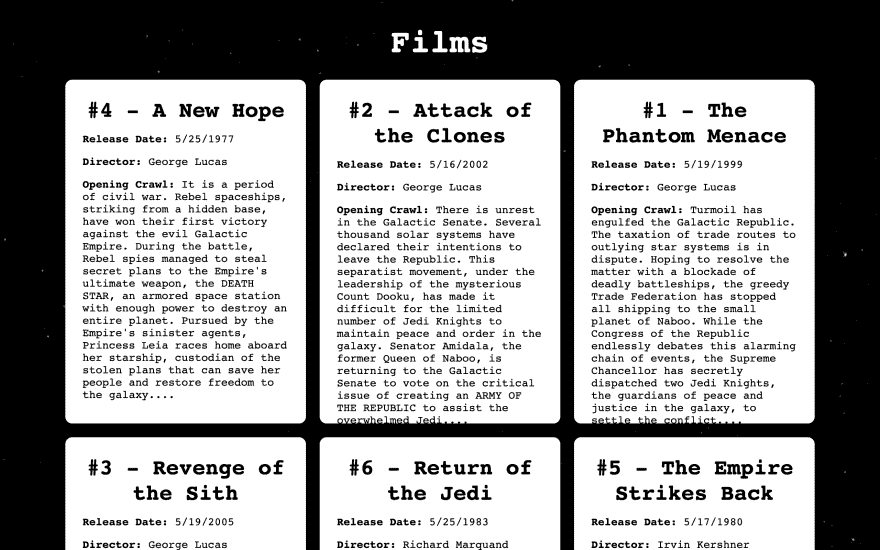 Films
#4 - A New Hope
Release Date: 5/25/1977
Director: George Lucas
Opening Crawl: It is a period
of civil war. Rebel spaceships,
striking from a hidden base,
have won their first victory
against the evil Galactic
Empire. During the battle,
Rebel spies managed to steal
secret plans to the Empire's
ultimate weapon, the DEATH
STAR, an armored space station
with enough power to destroy an
entire planet. Pursued by the
Empire's sinister agents,
Princess Leia races home aboard
her starship, custodian of the
stolen plans that can save her
people and restore freedom to
the galaxy....
#2 - Attack of
the Clones
Release Date: 5/16/2002
Director: George Lucas
Opening Crawl: There is unrest
in the Galactic Senate. Several
thousand solar systems have
declared their intentions to
leave the Republic. This
separatist movement, under the
leadership of the mysterious
Count Dooku, has made it
difficult for the limited
number of Jedi Knights to
maintain peace and order in the
galaxy. Senator Amidala, the
former Queen of Naboo, is
returning to the Galactic
Senate to vote on the critical
issue of creating an ARMY OF
THE REPUBLIC to assist the
overwhelmed Jedi....
#1 - The
Phantom Menace
Release Date: 5/19/1999
Director: George Lucas
Opening Crawl: Turmoil has
engulfed the Galactic Republic.
The taxation of trade routes to
outlying star systems is in
dispute. Hoping to resolve the
matter with a blockade of
deadly battleships, the greedy
Trade Federation has stopped
all shipping to the small
planet of Naboo. While the
Congress of the Republic
endlessly debates this alarming
chain of events, the Supreme
Chancellor has secretly
dispatched two Jedi Knights,
the guardians of peace and
justice in the galaxy, to
settle the conflict....
#3 - Revenge of
the Sith
Release Date: 5/19/2005
Director: George Lucas
#6 - Return of
the Jedi
Release Date: 5/25/1983
Director: Richard Marquand
#5 - The Empire
Strikes Back
Release Date: 5/17/1980
Director: Irvin Kershner